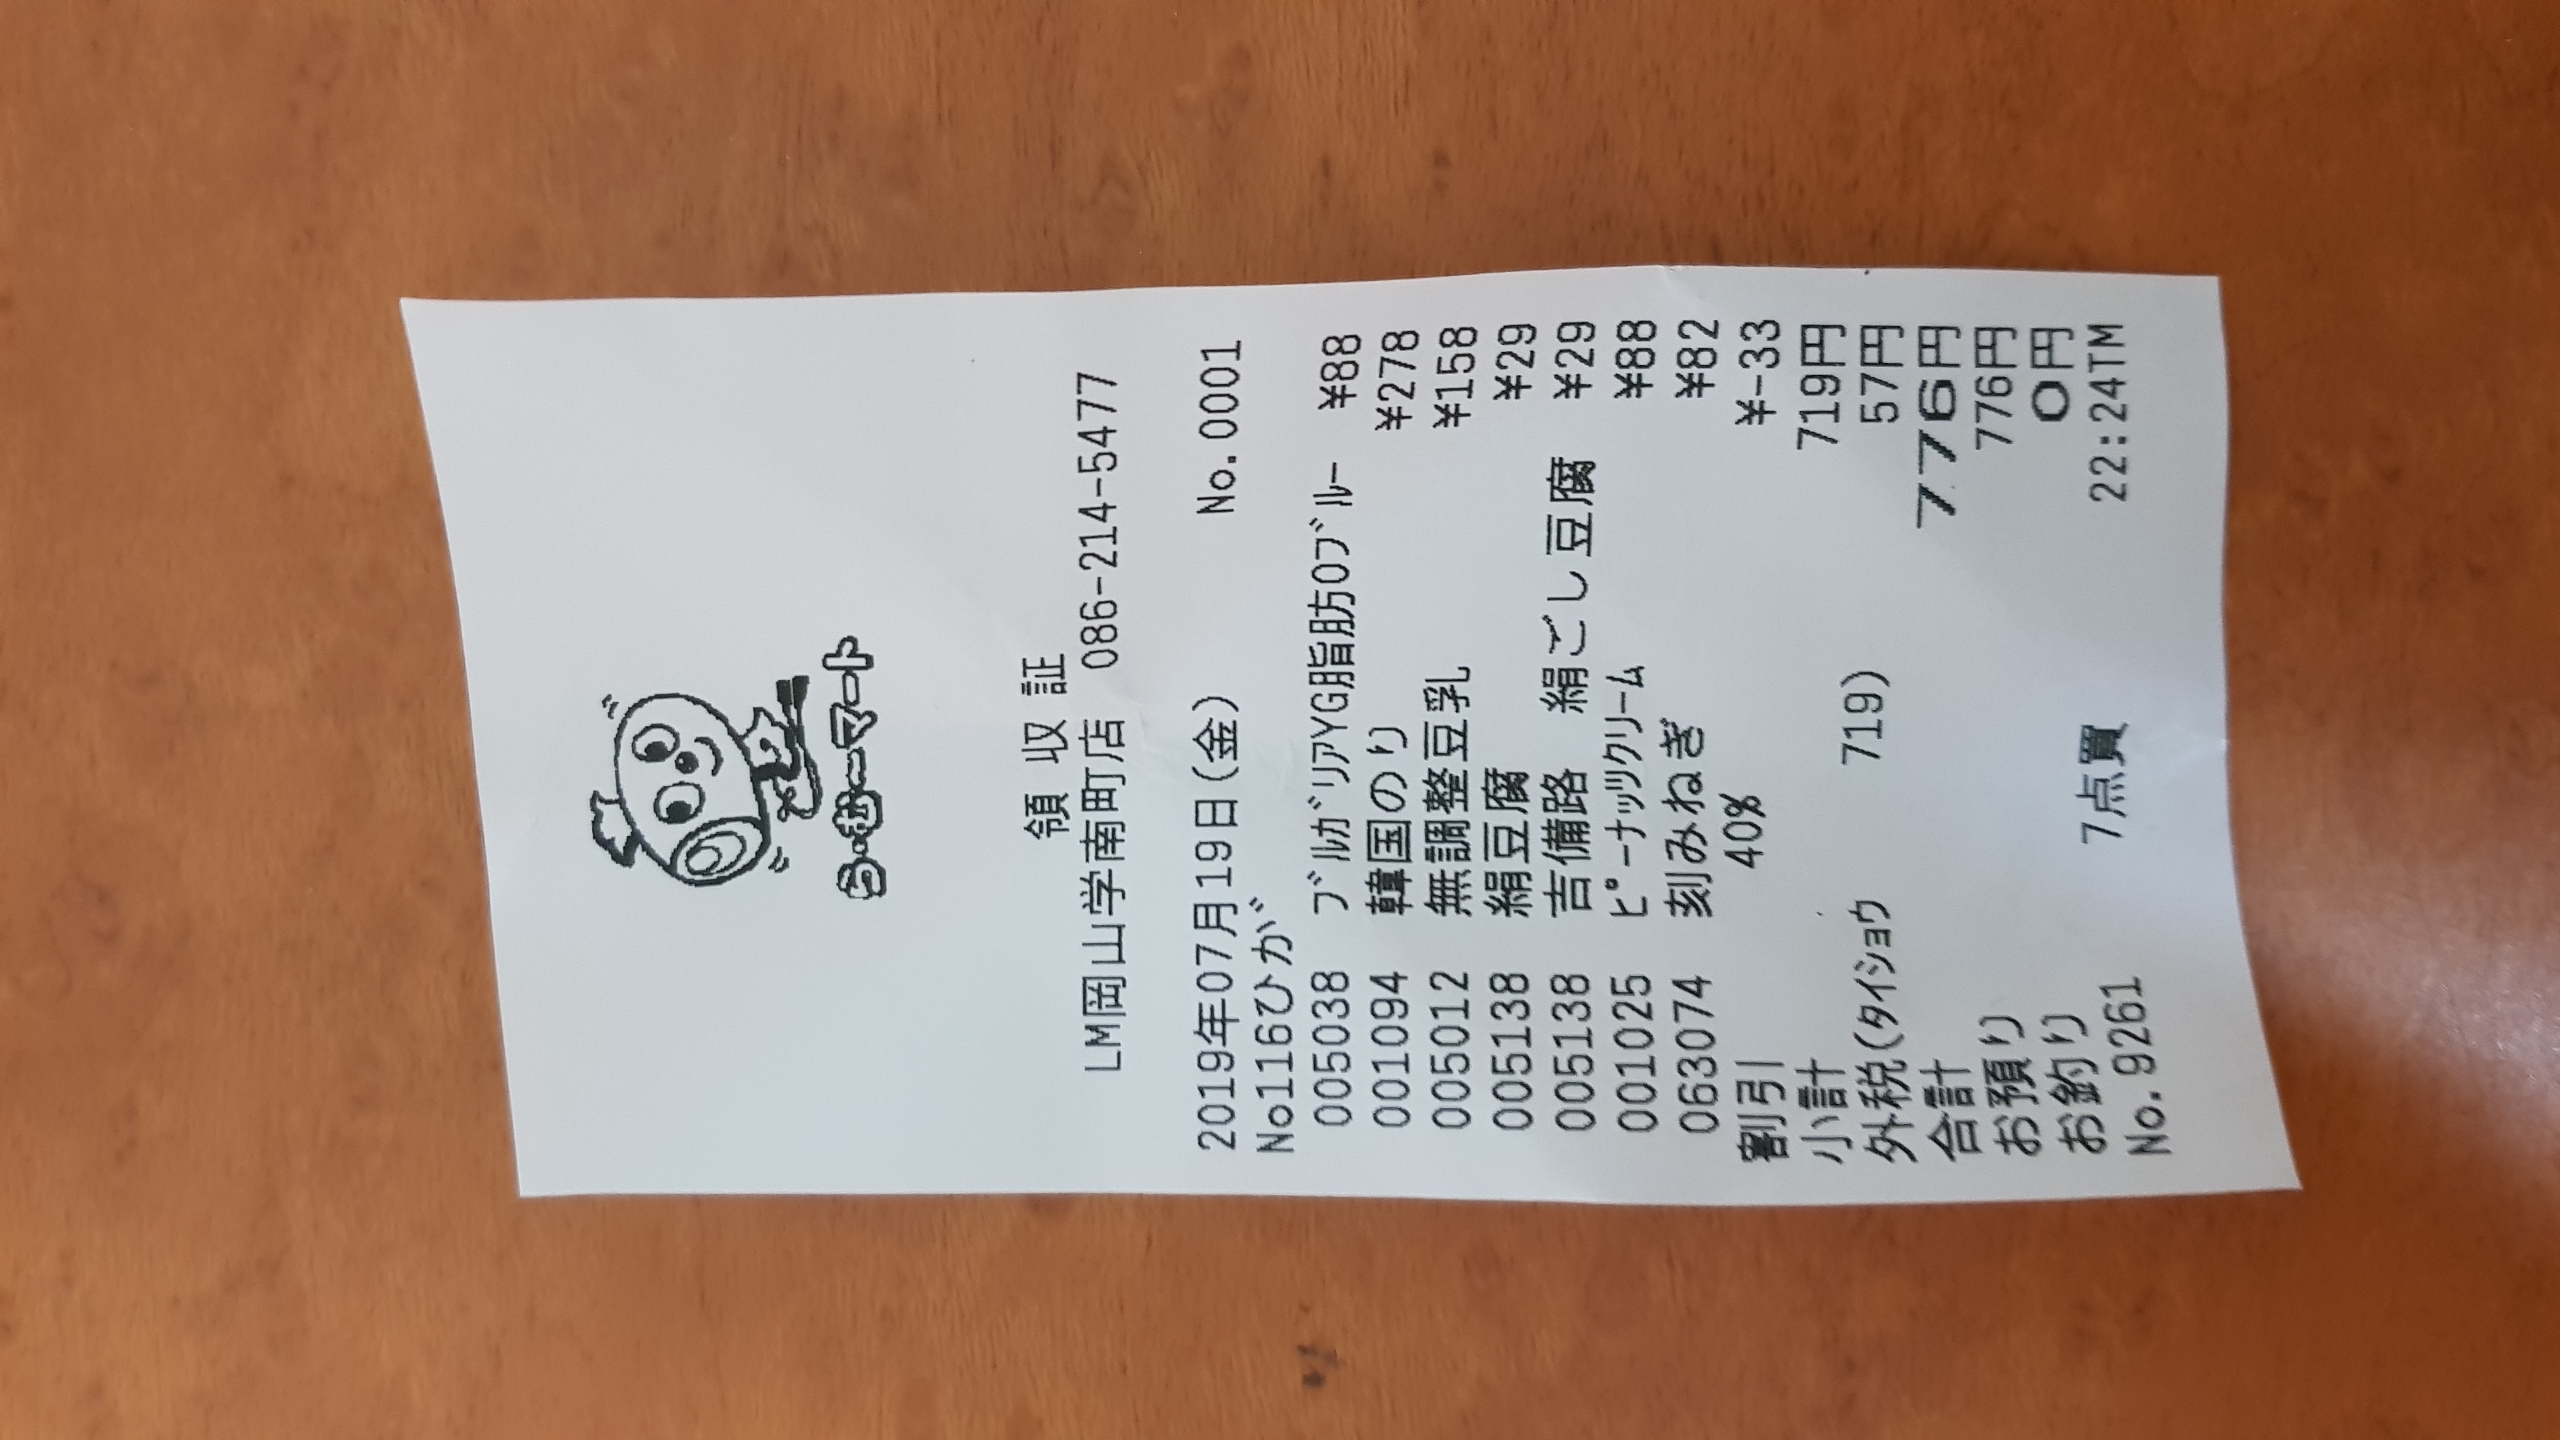 ら・む～マート
領収証
LM岡山学南町店 086-214-5477
2019年07月19日(金) No.0001
No116ひが゛
005038 ﾌﾞﾙｶﾞﾘｱYG脂肪0ﾌﾞﾙｰ ¥88
001094 韓国のり ¥278
005012 無調整豆乳 ¥158
005138 絹豆腐 ¥29
005138 吉備路 絹ごし豆腐 ¥29
001025 ﾋﾟｰﾅｯﾂｸﾘｰﾑ ¥88
063074 刻みねぎ ¥82
割引 40% ¥-33
小計 719円
外税(ﾀｲｼｮｳ 719) 57円
合計 776円
お預り 776円
お釣り 0円
No.9261 7点買 22:24TM